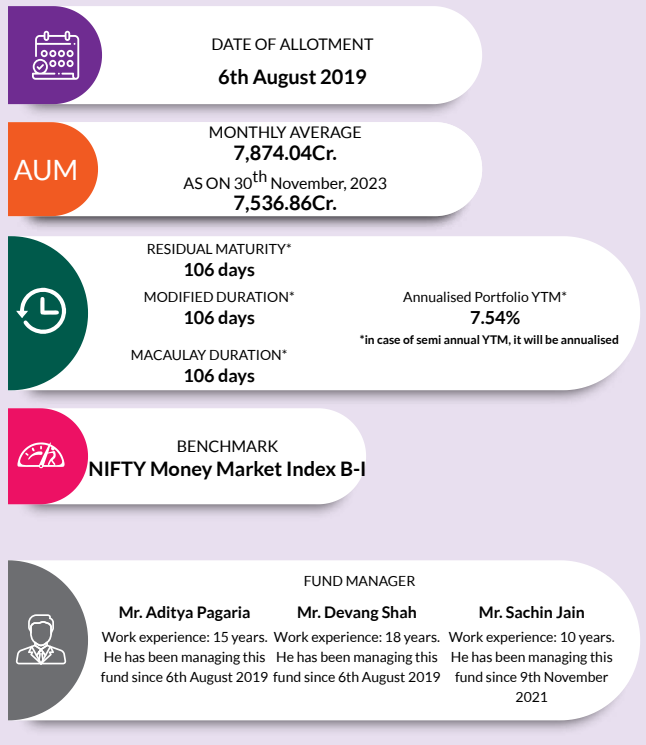 DATE OF ALLOTMENT
6th August 2019
AUM
MONTHLY AVERAGE
7,874.04Cr.
AS ON 30th November, 2023
7,536.86Cr.
RESIDUAL MATURITY*
106 days
MODIFIED DURATION*
106 days
MACAULAY DURATION*
106 days
Annualised Portfolio YTM*
7.54%
*in case of semi annual YTM, it will be annualised
BENCHMARK
NIFTY Money Market Index B-I
FUND MANAGER
Mr. Aditya Pagaria
Work experience: 15 years.
He has been managing this
fund since 6th August 2019
Mr. Devang Shah
Work experience: 18 years.
He has been managing this
fund since 6th August 2019
Mr. Sachin Jain
Work experience: 10 years.
He has been managing this
fund since 9th November
2021